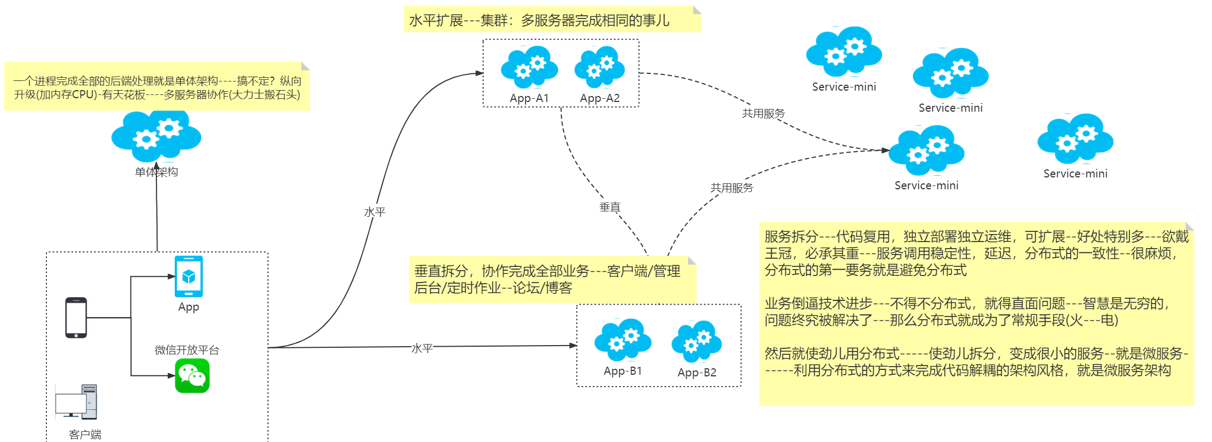 水平扩展---集群：多服务器完成相同的事儿
一个进程完成全部的后端处理就是单体架构----搞不定？纵向
升级(加内存CPU)-有天花板----多服务器协作(大力士搬石头)
单体架构
App-A1
App-A2
Service-mini
Service-mini
Service-mini
Service-mini
共用服务
共用服务
水平
垂直
垂直拆分，协作完成全部业务---客户端/管理
后台/定时作业--论坛/博客
服务拆分---代码复用，独立部署独立运维，可扩展--好处特别多---欲戴
王冠，必承其重---服务调用稳定性，延迟，分布式的一致性--很麻烦，
分布式的第一要务就是避免分布式
业务倒逼技术进步---不得不分布式，就得直面问题---智慧是无穷的，
问题终究被解决了---那么分布式就成为了常规手段(火---电)
然后就使劲儿用分布式-----使劲儿拆分，变成很小的服务--就是微服务-
-----利用分布式的方式来完成代码解耦的架构风格，就是微服务架构
App
微信开放平台
水平
App-B1
App-B2
客户端